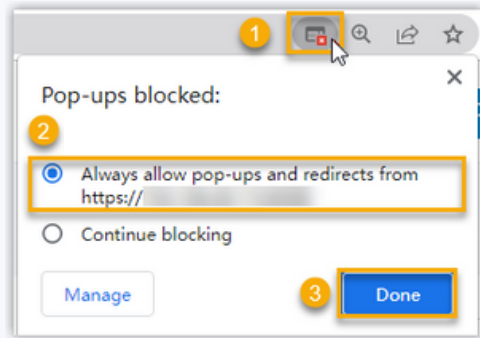 1
Pop-ups blocked:
2
Always allow pop-ups and redirects from
https://
Continue blocking
Manage
3
Done